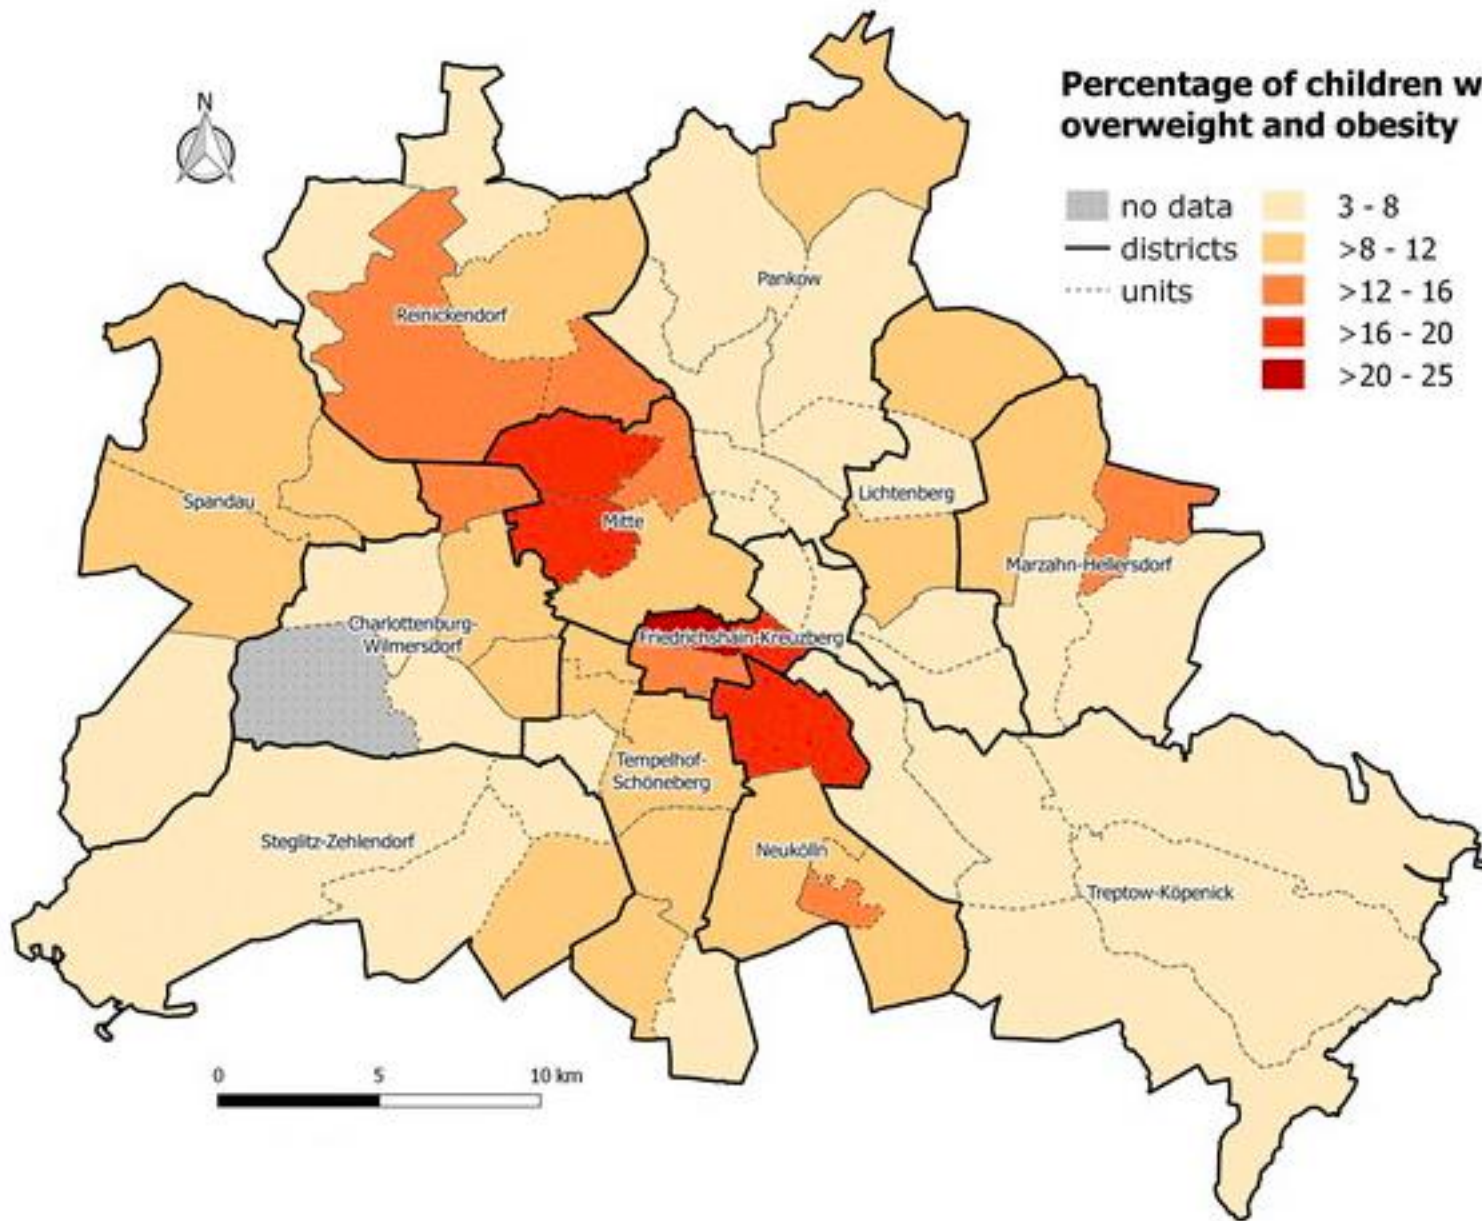 N
Percentage of children w
overweight and obesity
no data
districts
units
3 - 8
>8 - 12
>12 - 16
>16 - 20
>20 - 25
Pankow
Reinickendorf
Spandau
Mitte
Lichtenberg
Marzahn-Hellersdorf
Charlottenburg-
Wilmersdorf
Friedrichshain-Kreuzberg
Tempelhof-
Schöneberg
Steglitz-Zehlendorf
Neukölln
Treptow-Köpenick
0 5 10 km